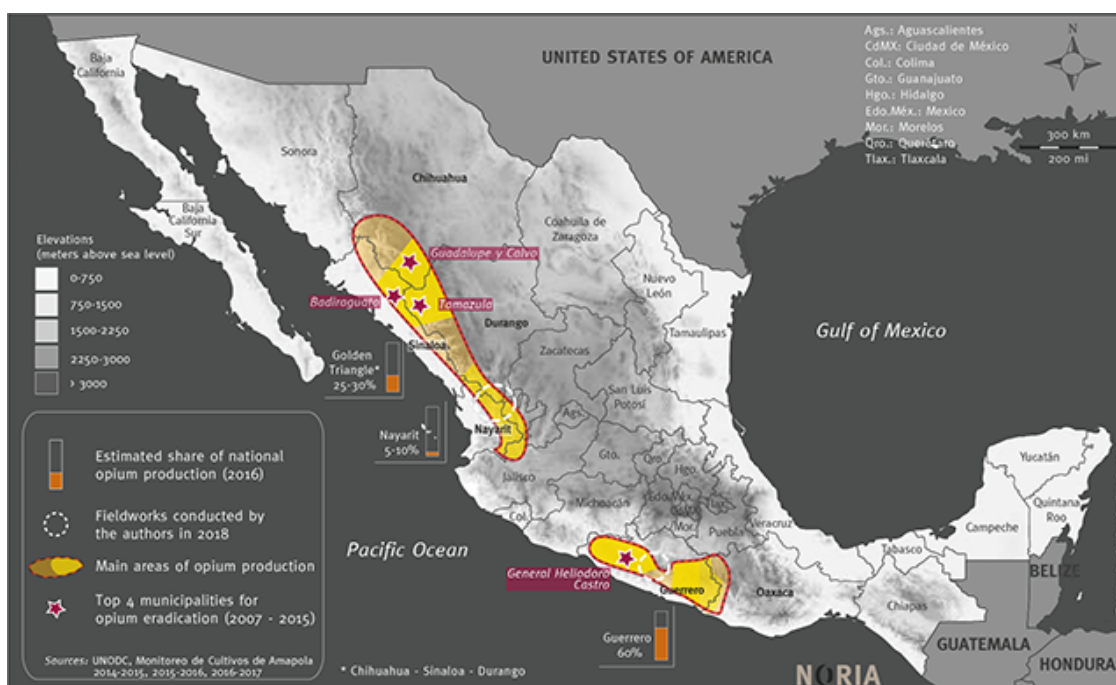 UNITED STATES OF AMERICA
Ags.: Aguascalientes
CdMX: Ciudad de México
Col.: Colima
Gto.: Guanajuato
Hgo.: Hidalgo
Edo.Méx.: Mexico
Mor.: Morelos
Qro.: Querétaro
Tlax.: Tlaxcala
N
300 km
200 mi
Baja
California
Sonora
Chihuahua
Baja
California
Sur
Coahuila de
Zaragoza
Nuevo
León
Tamaulipas
Guadalupe y Calvo
Badiraguato
Tamazula
Durango
Sinaloa
Zacatecas
San Luis
Potosí
Gulf of Mexico
Elevations
(meters above sea level)
0-750
750-1500
1500-2250
2250-3000
> 3000
Golden
Triangle*
25-30%
Nayarit
5-10%
Nayarit
Ags.
Jalisco
Gto.
Qro.
Hgo.
Col.
Michoacán
Edo.Méx.
Mor.
Puebla
Veracruz
Yucatán
Quintana
Roo
Campeche
Tabasco
BELIZE
Chiapas
Oaxaca
GUATEMALA
HONDURA
Pacific Ocean
General Heliodoro
Castro
Guerrero
Guerrero
60%
Estimated share of national
opium production (2016)
Fieldworks conducted by
the authors in 2018
Main areas of opium production
Top 4 municipalities for
opium eradication (2007 - 2015)
Sources: UNODC, Monitoreo de Cultivos de Amapola
2014-2015, 2015-2016, 2016-2017
* Chihuahua - Sinaloa - Durango
NORIA